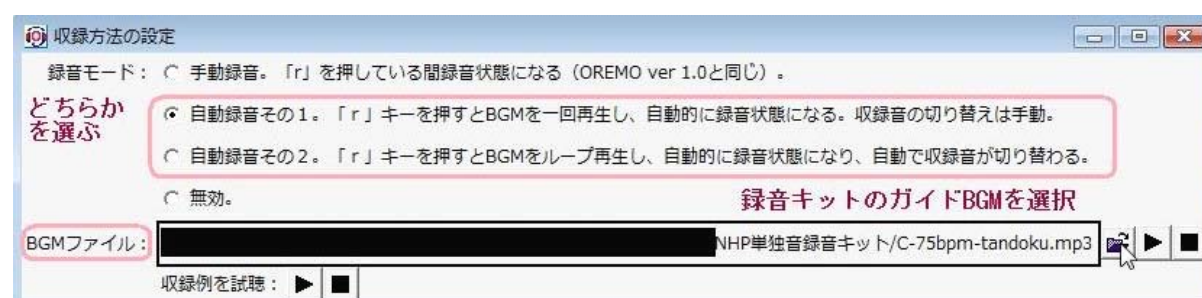 収録方法の設定
録音モード： 手動録音。「r」を押している間録音状態になる（OREMO ver 1.0と同じ）。
どちらか
を選ぶ
自動録音その１。「ｒ」キーを押すとBGMを一回再生し、自動的に録音状態になる。収録音の切り替えは手動。
自動録音その２。「ｒ」キーを押すとBGMをループ再生し、自動的に録音状態になり、自動で収録音が切り替わる。
無効。
録音キットのガイドBGMを選択
BGMファイル： NHP単独音録音キット/C-75bpm-tandoku.mp3
収録例を試聴：